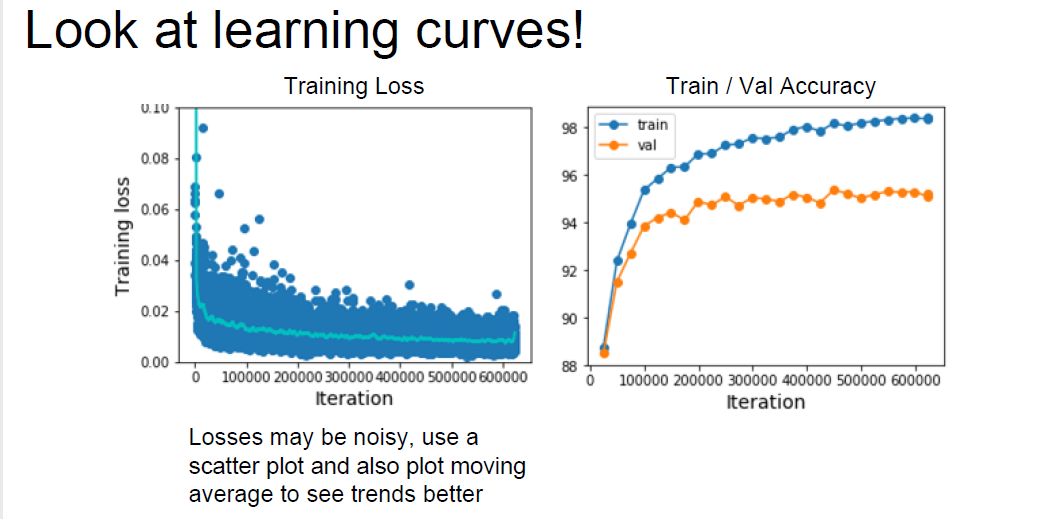 Look at learning curves!
Training Loss
0.10
0.08
0.06
0.04
0.02
0.00
Training loss
0 100000 200000 300000 400000 500000 600000
Iteration
Train / Val Accuracy
train
val
98
96
94
92
90
88
0 100000 200000 300000 400000 500000 600000
Iteration
Losses may be noisy, use a
scatter plot and also plot moving
average to see trends better